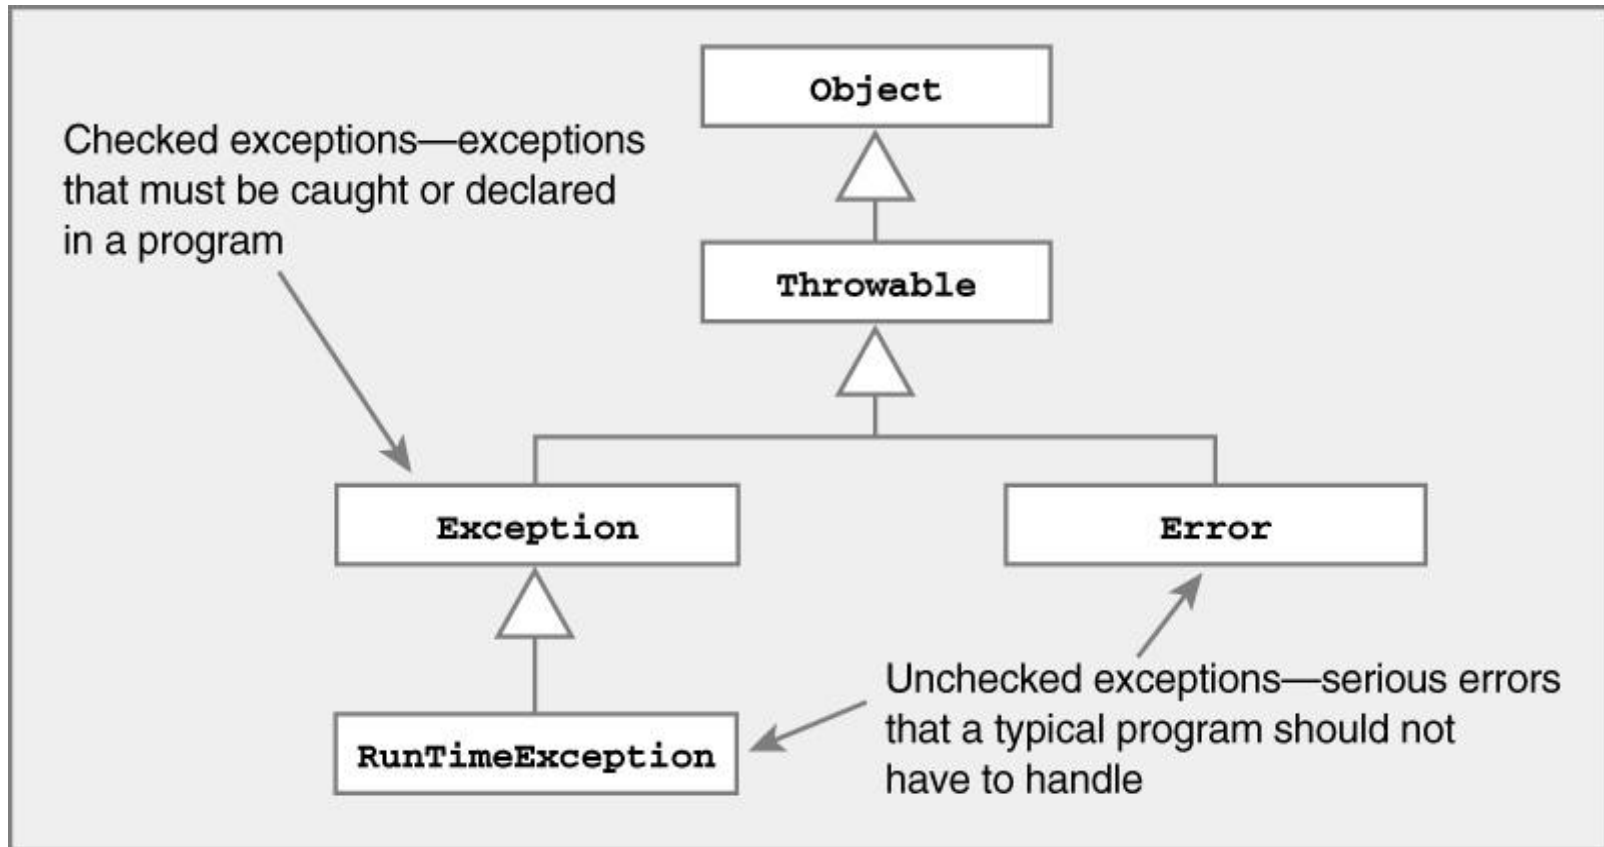 Object
Checked exceptions—exceptions
that must be caught or declared
in a program
Throwable
Exception
Error
Unchecked exceptions—serious errors
that a typical program should not
have to handle
RunTimeException